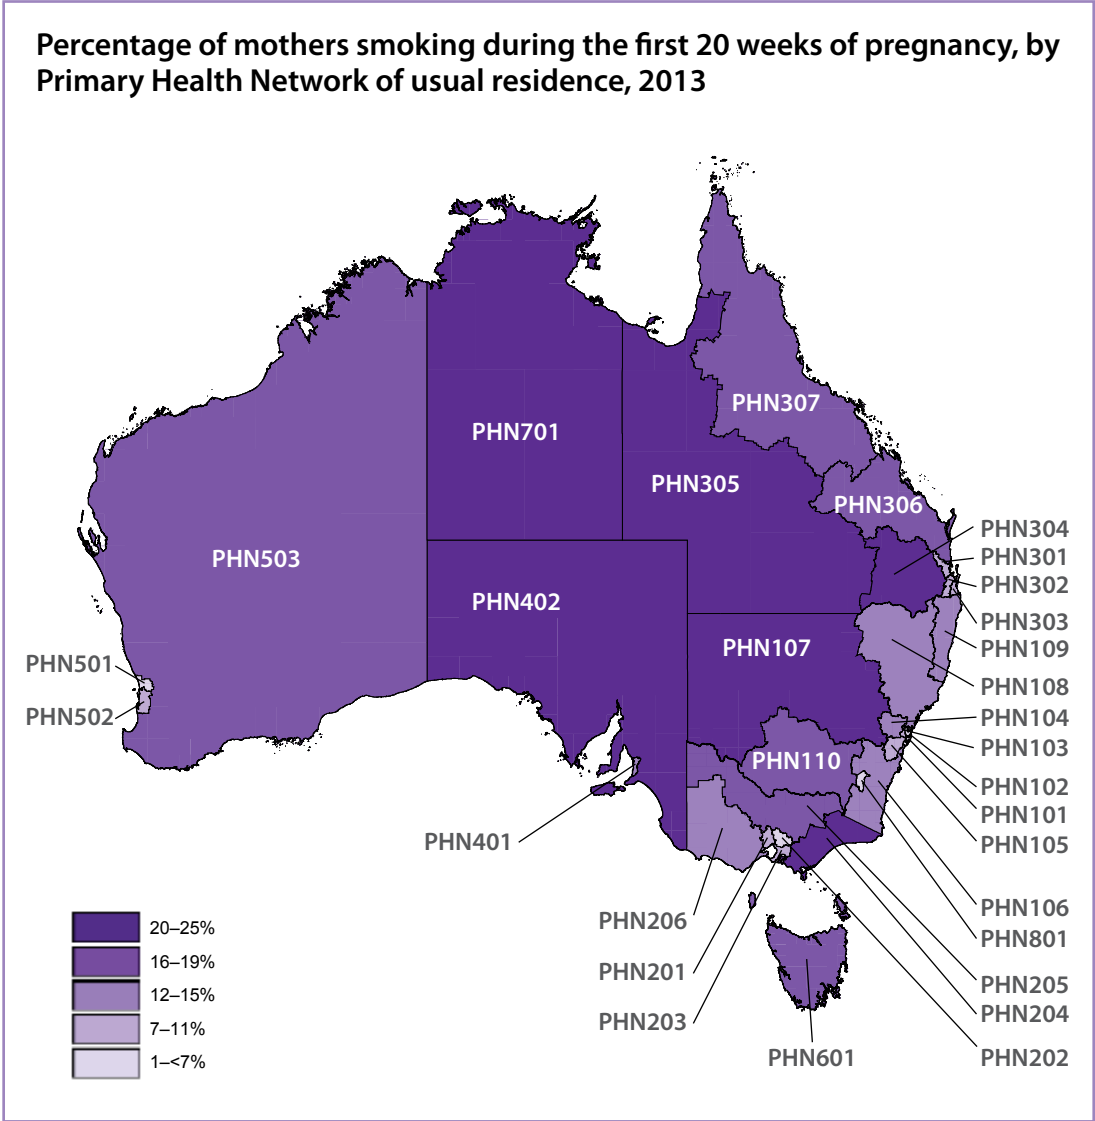 Percentage of mothers smoking during the first 20 weeks of pregnancy, by
Primary Health Network of usual residence, 2013
PHN307
PHN701
PHN305
PHN306
PHN304
PHN503
PHN301
PHN302
PHN402
PHN303
PHN107
PHN109
PHN501
PHN108
PHN502
PHN104
PHN103
PHN110
PHN102
PHN101
PHN401
PHN105
PHN106
PHN206
20–25%
PHN801
16–19%
PHN201
PHN205
12–15%
PHN204
PHN203
7–11%
PHN601
PHN202
1–<7%